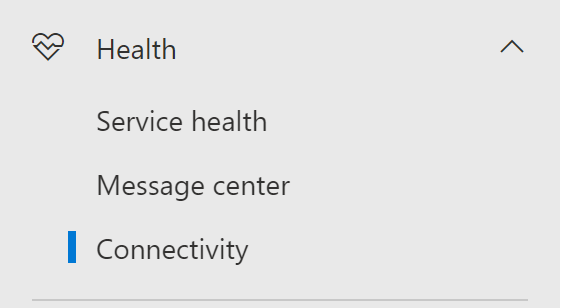 Health
Service health
Message center
Connectivity